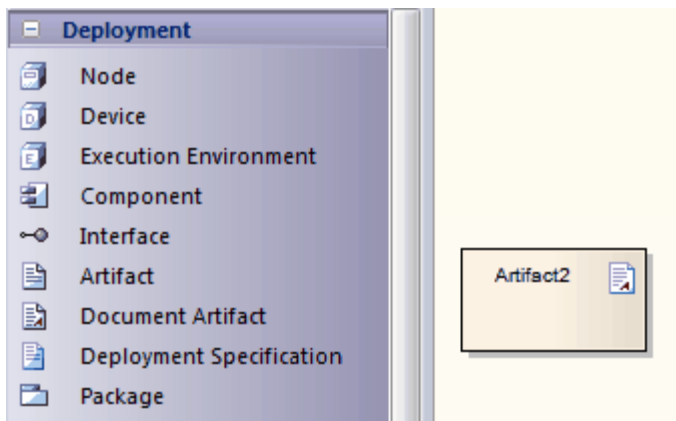 Deployment
Node
Device
Execution Environment
Component
Interface
Artifact
Document Artifact
Deployment Specification
Package
Artifact2